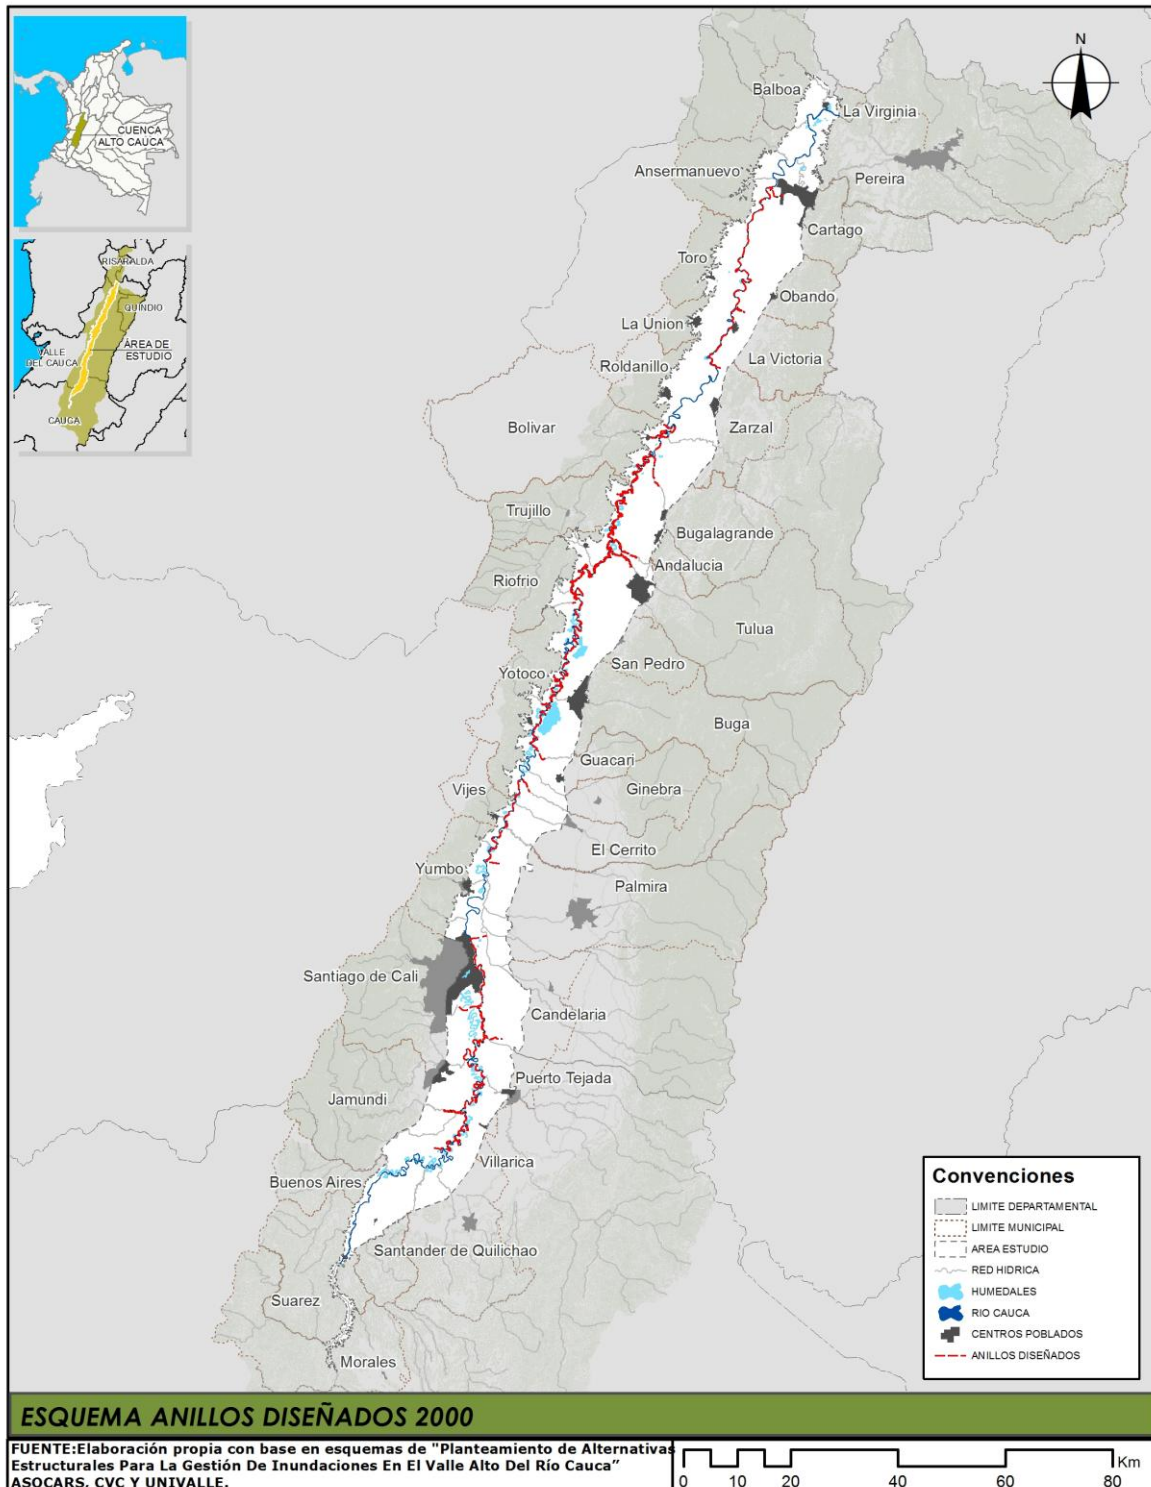 CUENCA
ALTO CAUCA
RISARALDA
QUINDIO
ÁREA DE
ESTUDIO
VALLE
DEL CAUCA
CAUCA
N
Balboa
La Virginia
Ansermanuevo
Pereira
Cartago
Toro
Obando
La Union
La Victoria
Roldanillo
Bolivar
Zarzal
Trujillo
Bugalagrande
Andalucia
Riofrio
Tulua
San Pedro
Yotoco
Buga
Guacari
Vijes
Ginebra
El Cerrito
Yumbo
Palmira
Santiago de Cali
Candelaria
Puerto Tejada
Jamundi
Villarica
Buenos Aires
Santander de Quilichao
Suarez
Morales
Convenciones
LIMITE DEPARTAMENTAL
LIMITE MUNICIPAL
AREA ESTUDIO
RED HIDRICA
HUMEDALES
RIO CAUCA
CENTROS POBLADOS
ANILLOS DISEÑADOS
ESQUEMA ANILLOS DISEÑADOS 2000
FUENTE:Elaboración propia con base en esquemas de "Planteamiento de Alternativas
Estructurales Para La Gestión De Inundaciones En El Valle Alto Del Río Cauca"
ASOCARS, CVC Y UNIVALLE.
Km
0 10 20 40 60 80